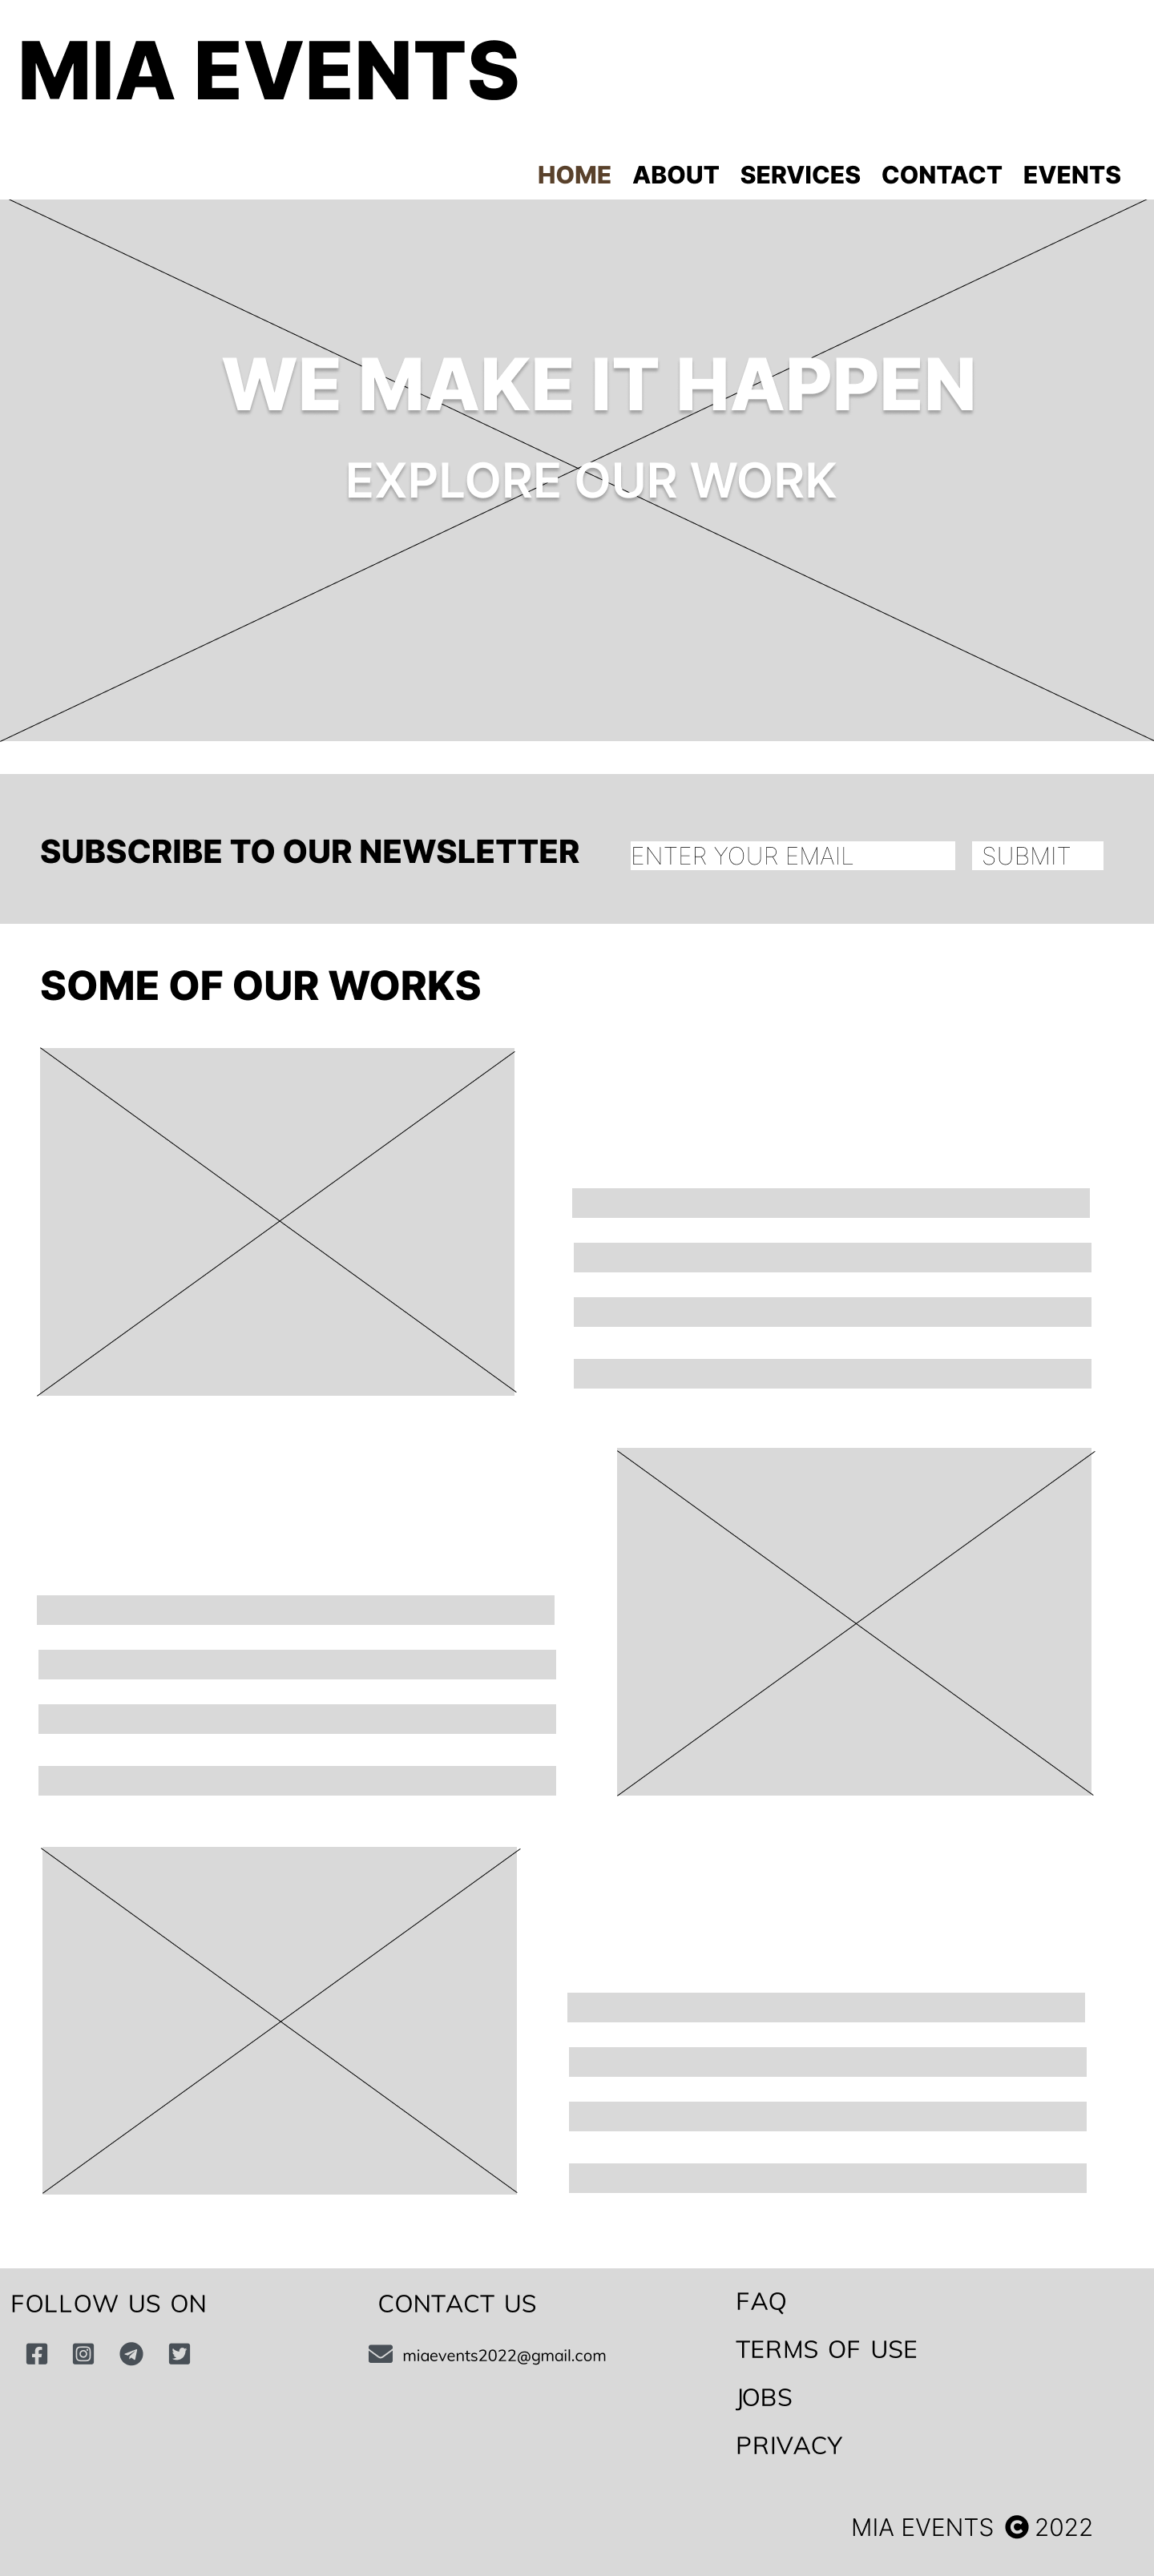 MIA EVENTS
HOME ABOUT SERVICES CONTACT EVENTS
WE MAKE IT HAPPEN
EXPLORE OUR WORK
SUBSCRIBE TO OUR NEWSLETTER
ENTER YOUR EMAIL
SUBMIT
SOME OF OUR WORKS
FOLLOW US ON
CONTACT US
miaevents2022@gmail.com
FAQ
TERMS OF USE
JOBS
PRIVACY
MIA EVENTS © 2022